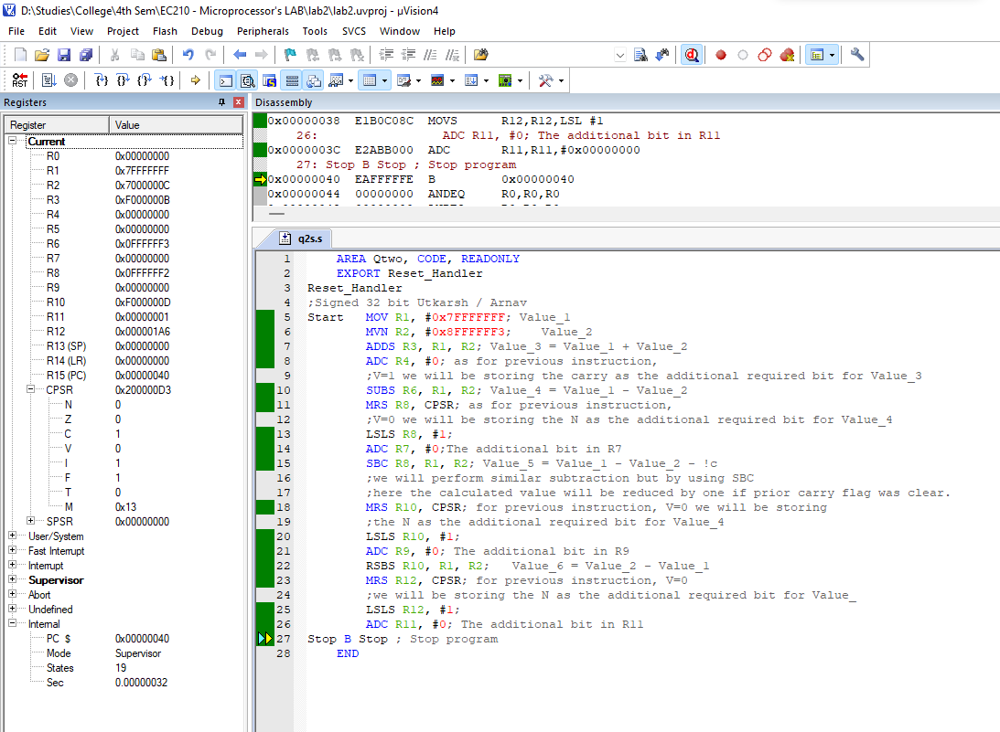 D:\Studies\College\4th Sem\EC210 - Microprocessor's LAB\lab2\lab2.uvproj - µVision4
File Edit View Project Flash Debug Peripherals Tools SVCS Window Help
RST
Registers
Register Value
Current
R0 0x00000000
R1 0x7FFFFFFF
R2 0x7000000C
R3 0xF000000B
R4 0x00000000
R5 0x00000000
R6 0x0FFFFFF3
R7 0x00000000
R8 0x0FFFFFF2
R9 0x00000000
R10 0xF000000D
R11 0x00000001
R12 0x000001A6
R13 (SP) 0x00000000
R14 (LR) 0x00000000
R15 (PC) 0x00000040
CPSR 0x200000D3
N 0
Z 0
C 1
V 0
I 1
F 1
T 0
M 0x13
SPSR 0x00000000
User/System
Fast Interrupt
Interrupt
Supervisor
Abort
Undefined
Internal
PC $ 0x00000040
Mode Supervisor
States 19
Sec 0.00000032
Disassembly
0x00000038 E1B0C08C MOVS R12,R12,LSL #1
26: ADC R11, #0; The additional bit in R11
0x0000003C E2ABB000 ADC R11,R11,#0x00000000
27: Stop B Stop ; Stop program
0x00000040 EAFFFFFE B 0x00000040
0x00000044 00000000 ANDEQ R0,R0,R0
q2s.s
1 AREA Qtwo, CODE, READONLY
2 EXPORT Reset_Handler
3 Reset_Handler
4 ;Signed 32 bit Utkarsh / Arnav
5 Start MOV R1, #0x7FFFFFFF; Value_1
6 MVN R2, #0x8FFFFFF3; Value_2
7 ADDS R3, R1, R2; Value_3 = Value_1 + Value_2
8 ADC R4, #0; as for previous instruction,
9 ;V=1 we will be storing the carry as the additional required bit for Value_3
10 SUBS R6, R1, R2; Value_4 = Value_1 - Value_2
11 MRS R8, CPSR; as for previous instruction,
12 ;V=0 we will be storing the N as the additional required bit for Value_4
13 LSLS R8, #1;
14 ADC R7, #0;The additional bit in R7
15 SBC R8, R1, R2; Value_5 = Value_1 - Value_2 - !c
16 ;we will perform similar subtraction but by using SBC
17 ;here the calculated value will be reduced by one if prior carry flag was clear.
18 MRS R10, CPSR; for previous instruction, V=0 we will be storing
19 ;the N as the additional required bit for Value_4
20 LSLS R10, #1;
21 ADC R9, #0; The additional bit in R9
22 RSBS R10, R1, R2; Value_6 = Value_2 - Value_1
23 MRS R12, CPSR; for previous instruction, V=0
24 ;we will be storing the N as the additional required bit for Value_
25 LSLS R12, #1;
26 ADC R11, #0; The additional bit in R11
27 Stop B Stop ; Stop program
28 END